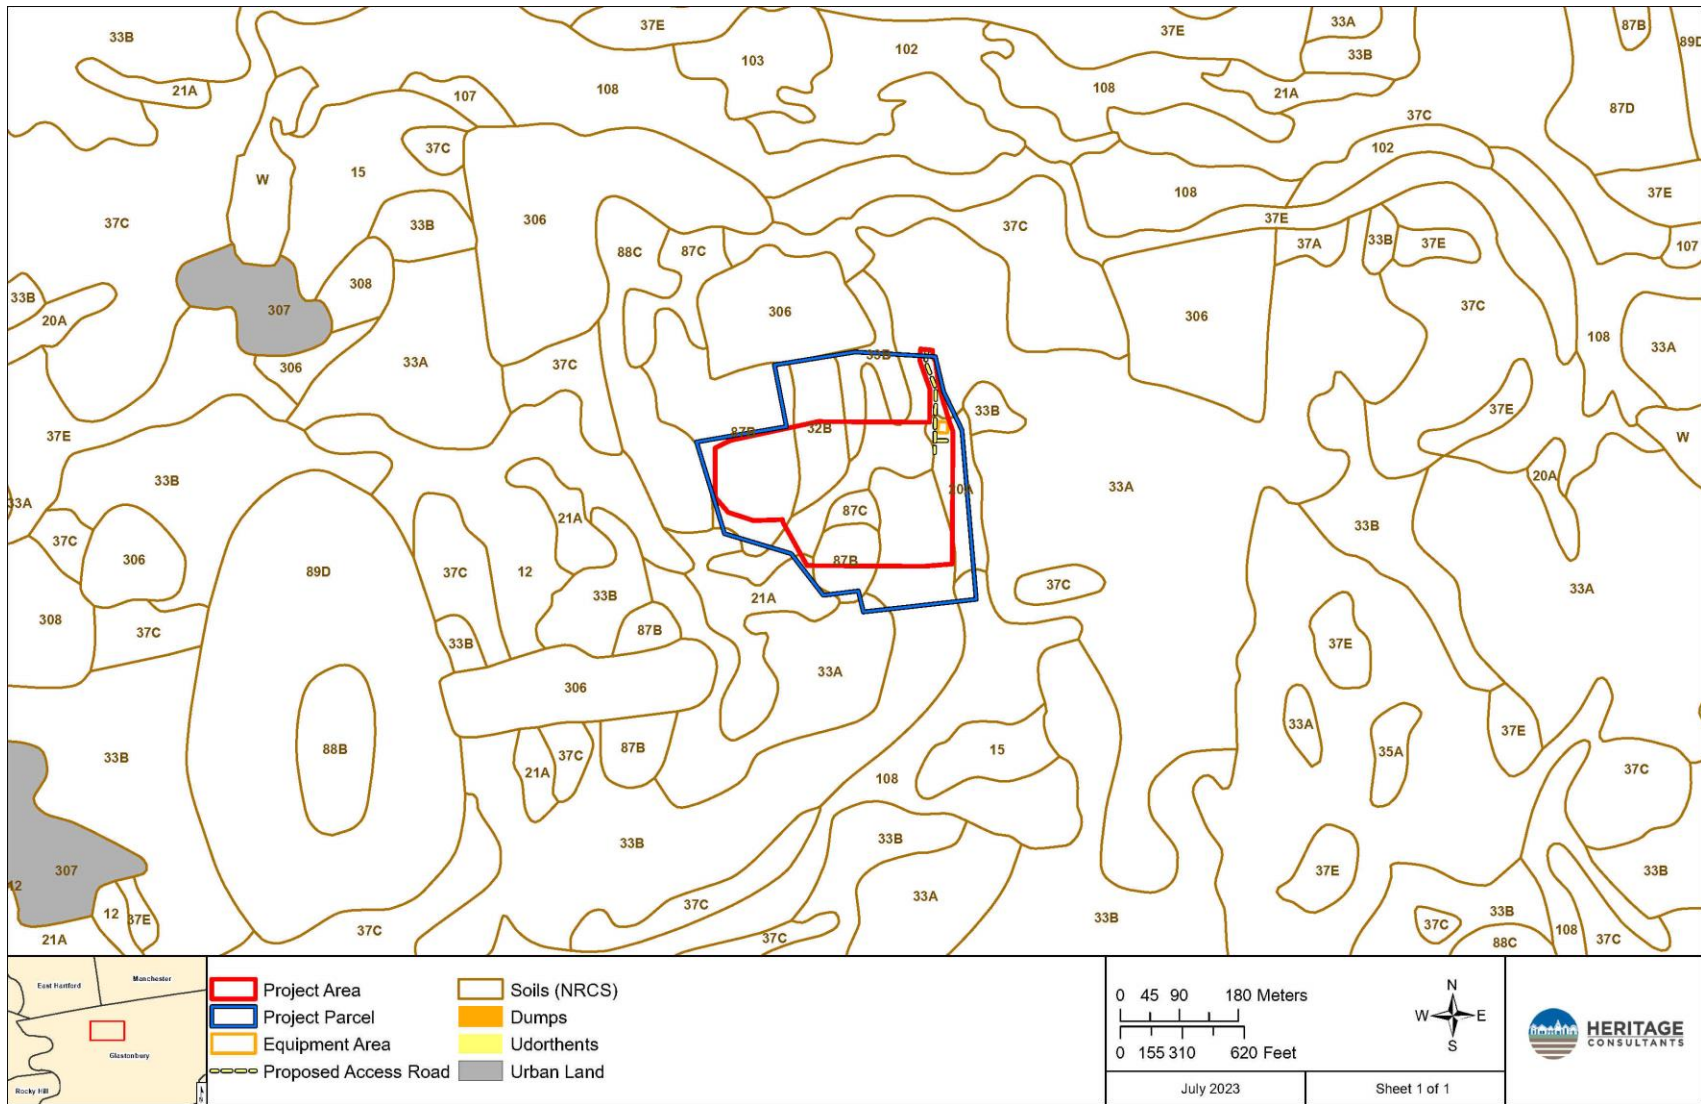 37E
33A
87B
33B
37E
89D
102
33B
103
108
108
21A
21A
107
87D
37C
37C
102
15
W
108
37E
87B
37C
306
33B
37C
37E
37A
33B
37E
107
88C
87C
308
33B
307
306
306
37C
20A
108
33A
33B
33A
37C
306
37E
33B
W
37E
87B
32B
33B
20A
33A
33A
20A
21A
87C
33B
37C
306
89D
37C
12
87B
37C
33A
33B
21A
308
37C
33B
87B
37E
33A
306
33A
37E
88B
33B
21A
37C
87B
15
35A
37C
108
33B
33B
307
12
37E
33B
12
37E
37C
33A
33B
37C
33B
108
37C
21A
37C
37C
88C
East Hartford
Manchester
Glastonbury
Rocky Hill
Project Area
Project Parcel
Equipment Area
Proposed Access Road
Soils (NRCS)
Dumps
Udorthents
Urban Land
0 45 90 180 Meters
0 155 310 620 Feet
N
W E
S
July 2023
Sheet 1 of 1
HERITAGE
CONSULTANTS